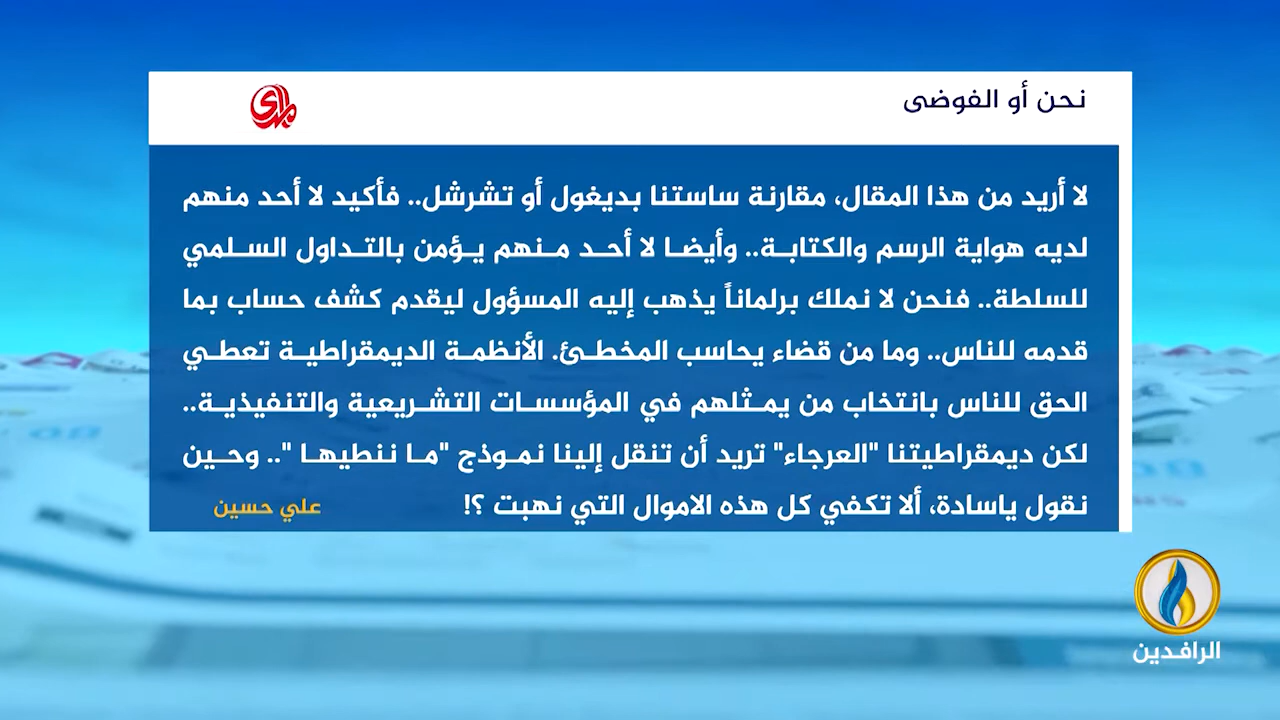 نحن أو الفوضى
المدى
لا أريد من هذا المقال، مقارنة ساستنا بديغول أو تشرشل.. فأكيد لا أحد منهم
لديه هواية الرسم والكتابة.. وأيضا لا أحد منهم يؤمن بالتداول السلمي
للسلطة.. فنحن لا نملك برلماناً يذهب إليه المسؤول ليقدم كشف حساب بما
قدمه للناس.. وما من قضاء يحاسب المخطئ. الأنظمة الديمقراطية تعطي
الحق للناس بانتخاب من يمثلهم في المؤسسات التشريعية والتنفيذية..
لكن ديمقراطيتنا "العرجاء" تريد أن تنقل إلينا نموذج "ما ننطيها ".. وحين
نقول ياسادة، ألا تكفي كل هذه الاموال التي نهبت ؟!
علي حسين
الرافدين